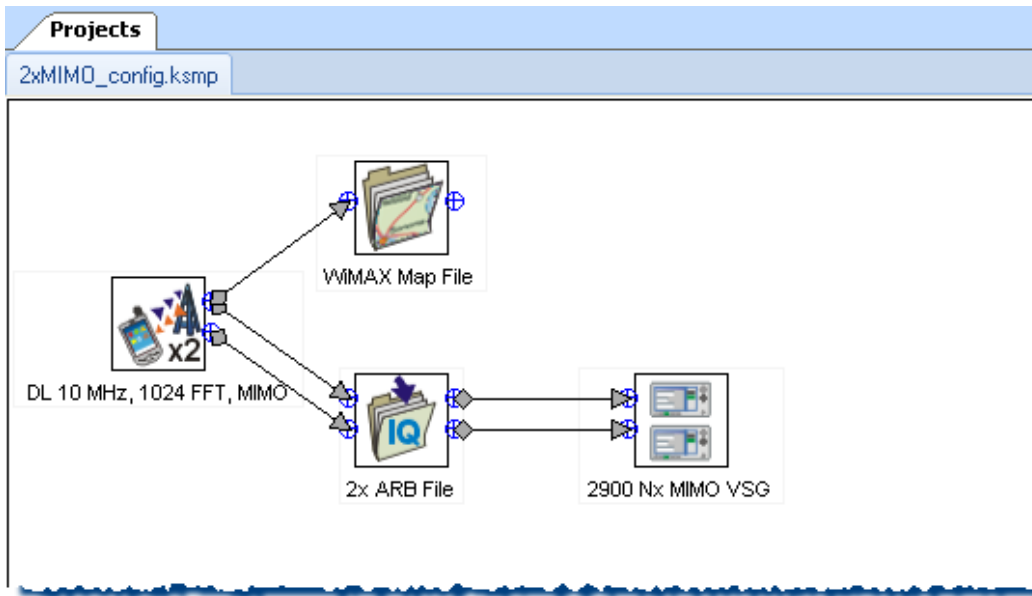 Projects
2xMIMO_config.ksmp
WiMAX Map File
x2
DL 10 MHz, 1024 FFT, MIMO
IQ
2x ARB File
2900 Nx MIMO VSG